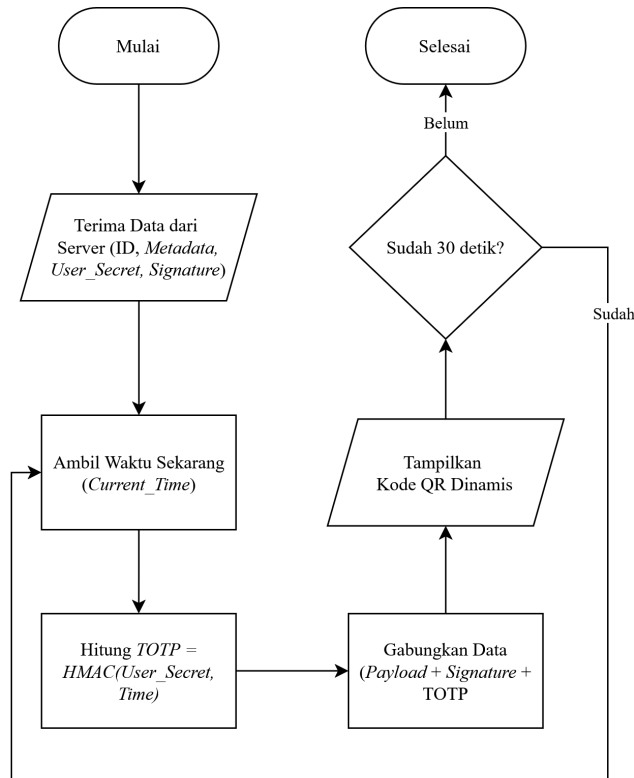 Mulai
Terima Data dari
Server (ID, Metadata,
User_Secret, Signature)
Ambil Waktu Sekarang
(Current_Time)
Hitung TOTP =
HMAC(User_Secret,
Time)
Gabungkan Data
(Payload + Signature +
TOTP
Tampilkan
Kode QR Dinamis
Sudah 30 detik?
Sudah
Belum
Selesai